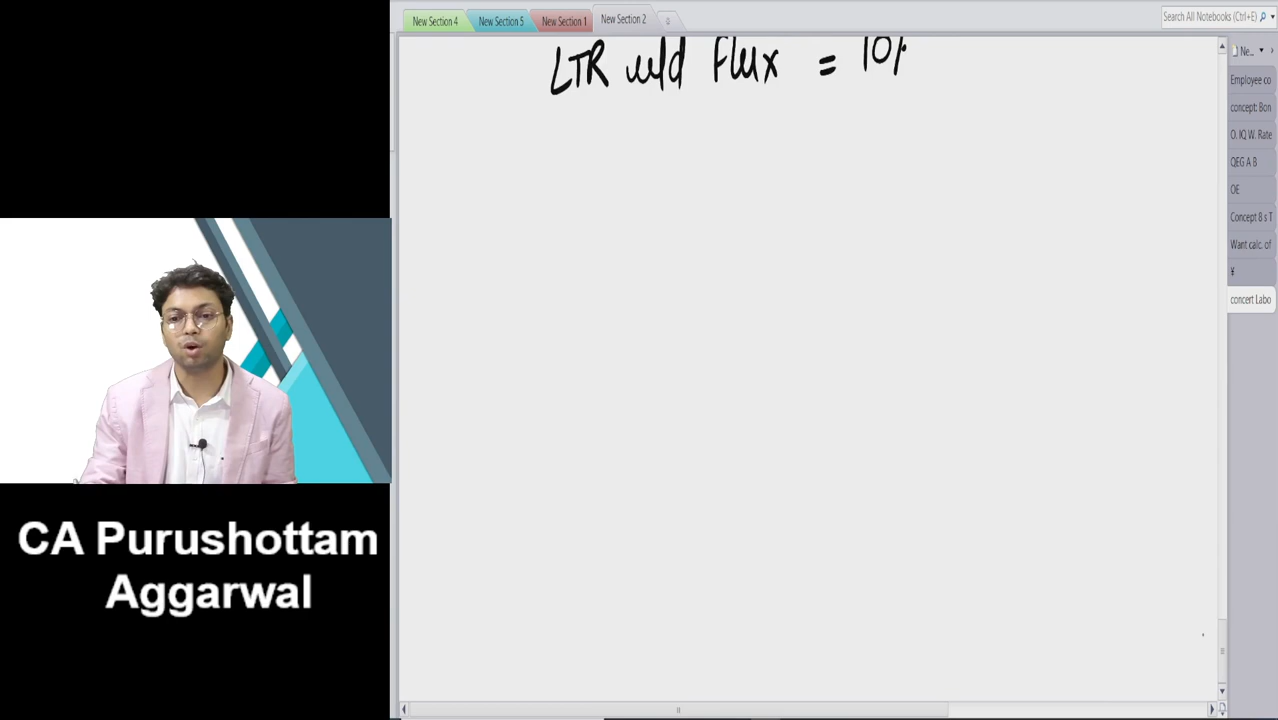 New Section 4
New Section 5
New Section 1
New Section 2
Search All Notebooks (Ctrl+E)
Ne...
LTR u/d Flux = 10%
Employee co
concept: Bon
O. IQ W. Rate
QEG A B
OE
Concept 8 s T
Want calc. of
¥
concert Labo
CA Purushottam
Aggarwal